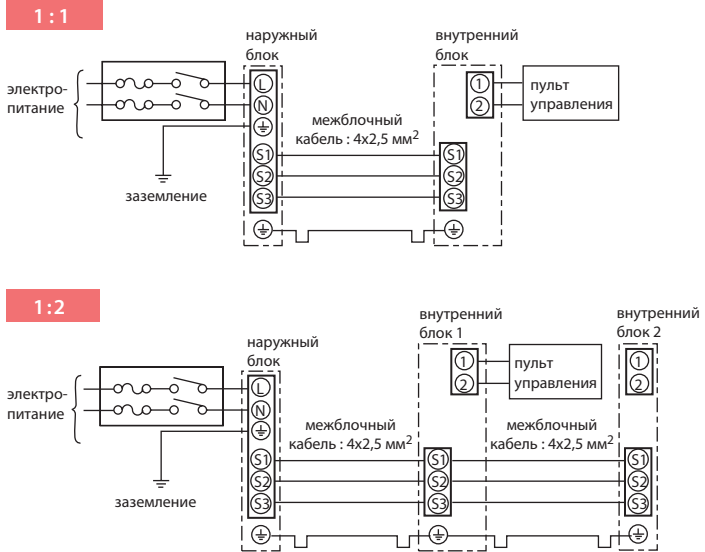 1:1
наружный
блок
внутренний
блок
электро-
питание
L
N
межблочный
кабель : 4x2,5 мм2
заземление
S1
S2
S3
1
2
пульт
управления
S1
S2
S3
1:2
наружный
блок
внутренний
блок 1
внутренний
блок 2
электро-
питание
L
N
межблочный
кабель : 4x2,5 мм2
заземление
S1
S2
S3
1
2
пульт
управления
S1
S2
S3
межблочный
кабель : 4x2,5 мм2
1
2
S1
S2
S3